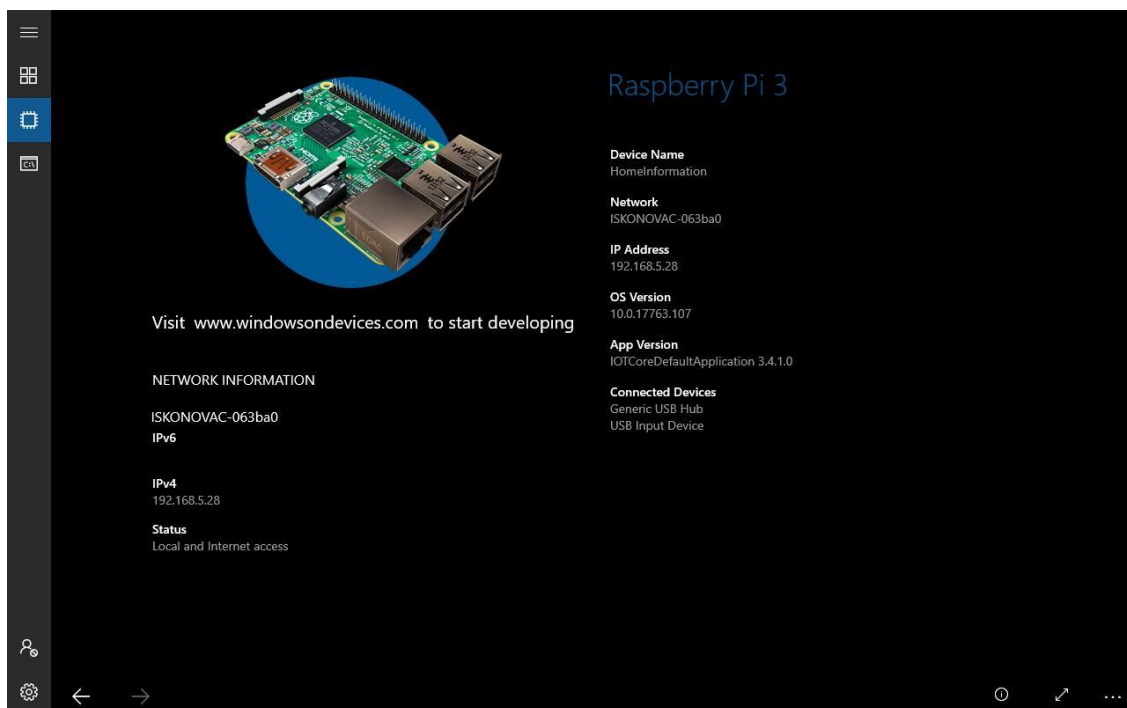 Raspberry Pi 3
Device Name
HomeInformation
Network
ISKONOVAC-063ba0
IP Address
192.168.5.28
OS Version
10.0.17763.107
App Version
IOTCoreDefaultApplication 3.4.1.0
Connected Devices
Generic USB Hub
USB Input Device
Visit www.windowsondevices.com to start developing
NETWORK INFORMATION
ISKONOVAC-063ba0
IPv6
IPv4
192.168.5.28
Status
Local and Internet access
C:\
HDMI